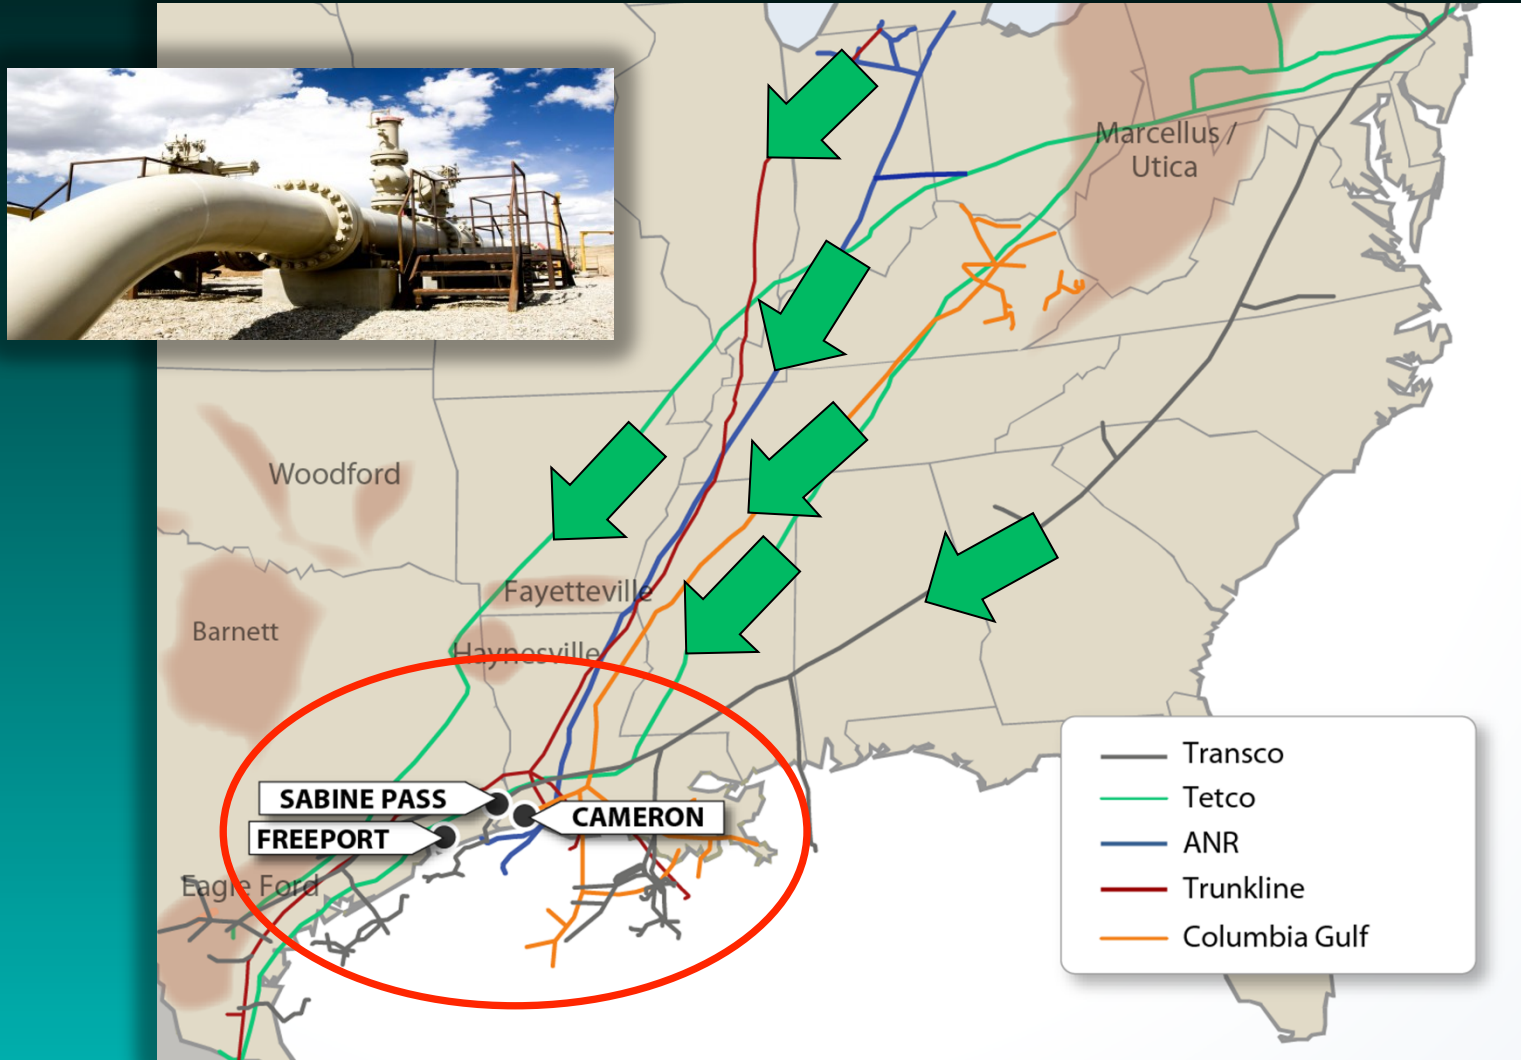 Marcellus /
Utica
Woodford
Fayetteville
Barnett
Haynesville
SABINE PASS
CAMERON
FREEPORT
Eagle Ford
Transco
Tetco
ANR
Trunkline
Columbia Gulf